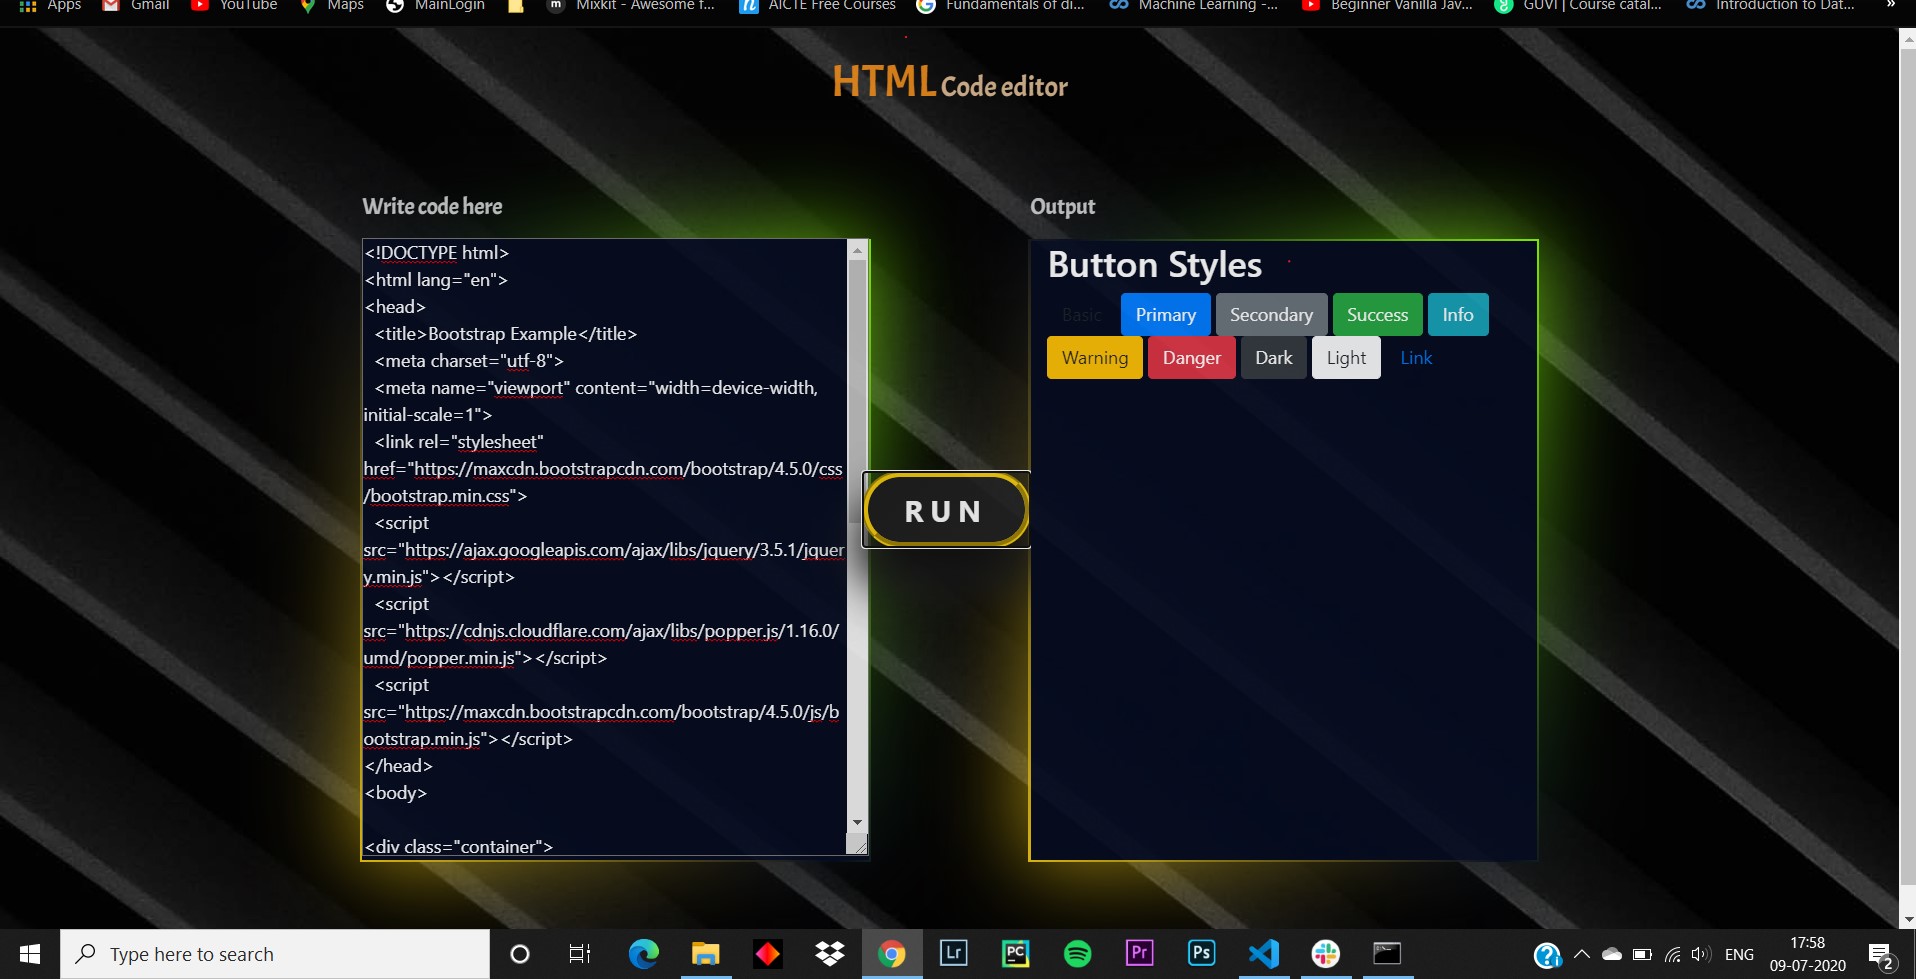 Apps Gmail YouTube Maps MainLogin m Mixkit - Awesome f... AICTE Free Courses Fundamentals of di... Machine Learning -... Beginner Vanilla Jav... GUVI | Course catal... Introduction to Dat... »
HTML Code editor
Write code here
<!DOCTYPE html>
<html lang="en">
<head>
<title>Bootstrap Example</title>
<meta charset="utf-8">
<meta name="viewport" content="width=device-width,
initial-scale=1">
<link rel="stylesheet"
href="https://maxcdn.bootstrapcdn.com/bootstrap/4.5.0/css
/bootstrap.min.css">
<script
src="https://ajax.googleapis.com/ajax/libs/jquery/3.5.1/jquer
y.min.js"></script>
<script
src="https://cdnjs.cloudflare.com/ajax/libs/popper.js/1.16.0/
umd/popper.min.js"></script>
<script
src="https://maxcdn.bootstrapcdn.com/bootstrap/4.5.0/js/b
ootstrap.min.js"></script>
</head>
<body>
<div class="container">
RUN
Output
Button Styles
Basic Primary Secondary Success Info
Warning Danger Dark Light Link
Type here to search
Lr PC Pr Ps
ENG
17:58
09-07-2020
2